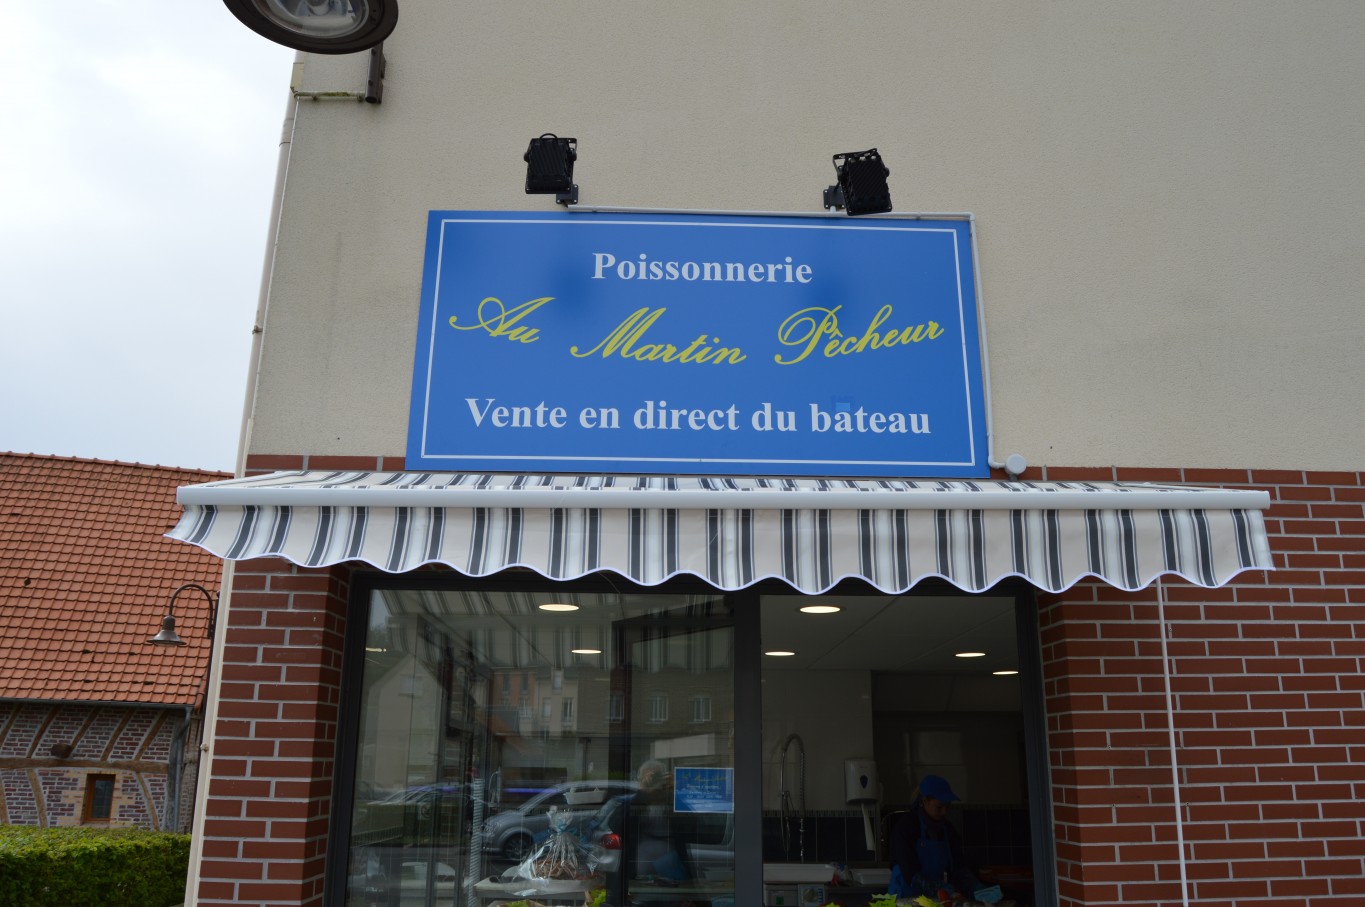 Poissonnerie
Au Martin Pêcheur
Vente en direct du bateau